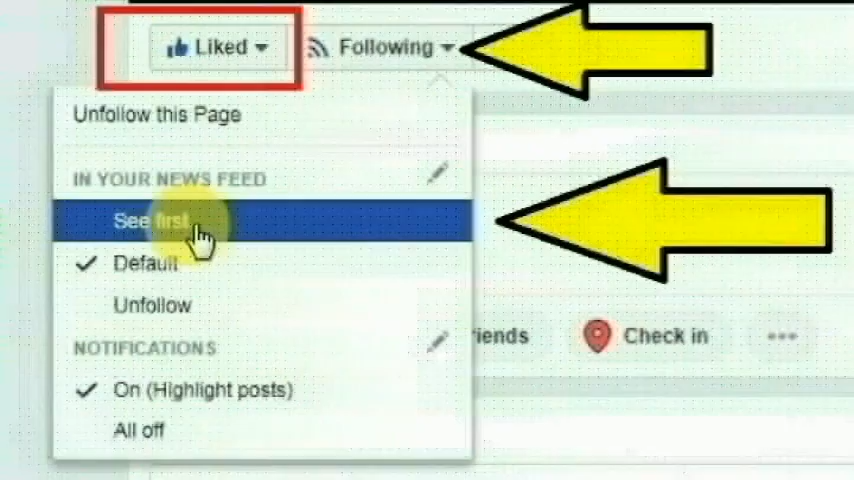 Liked Following
Unfollow this Page
IN YOUR NEWS FEED
See first
Default
Unfollow
riends Check in
NOTIFICATIONS
On (Highlight posts)
All off